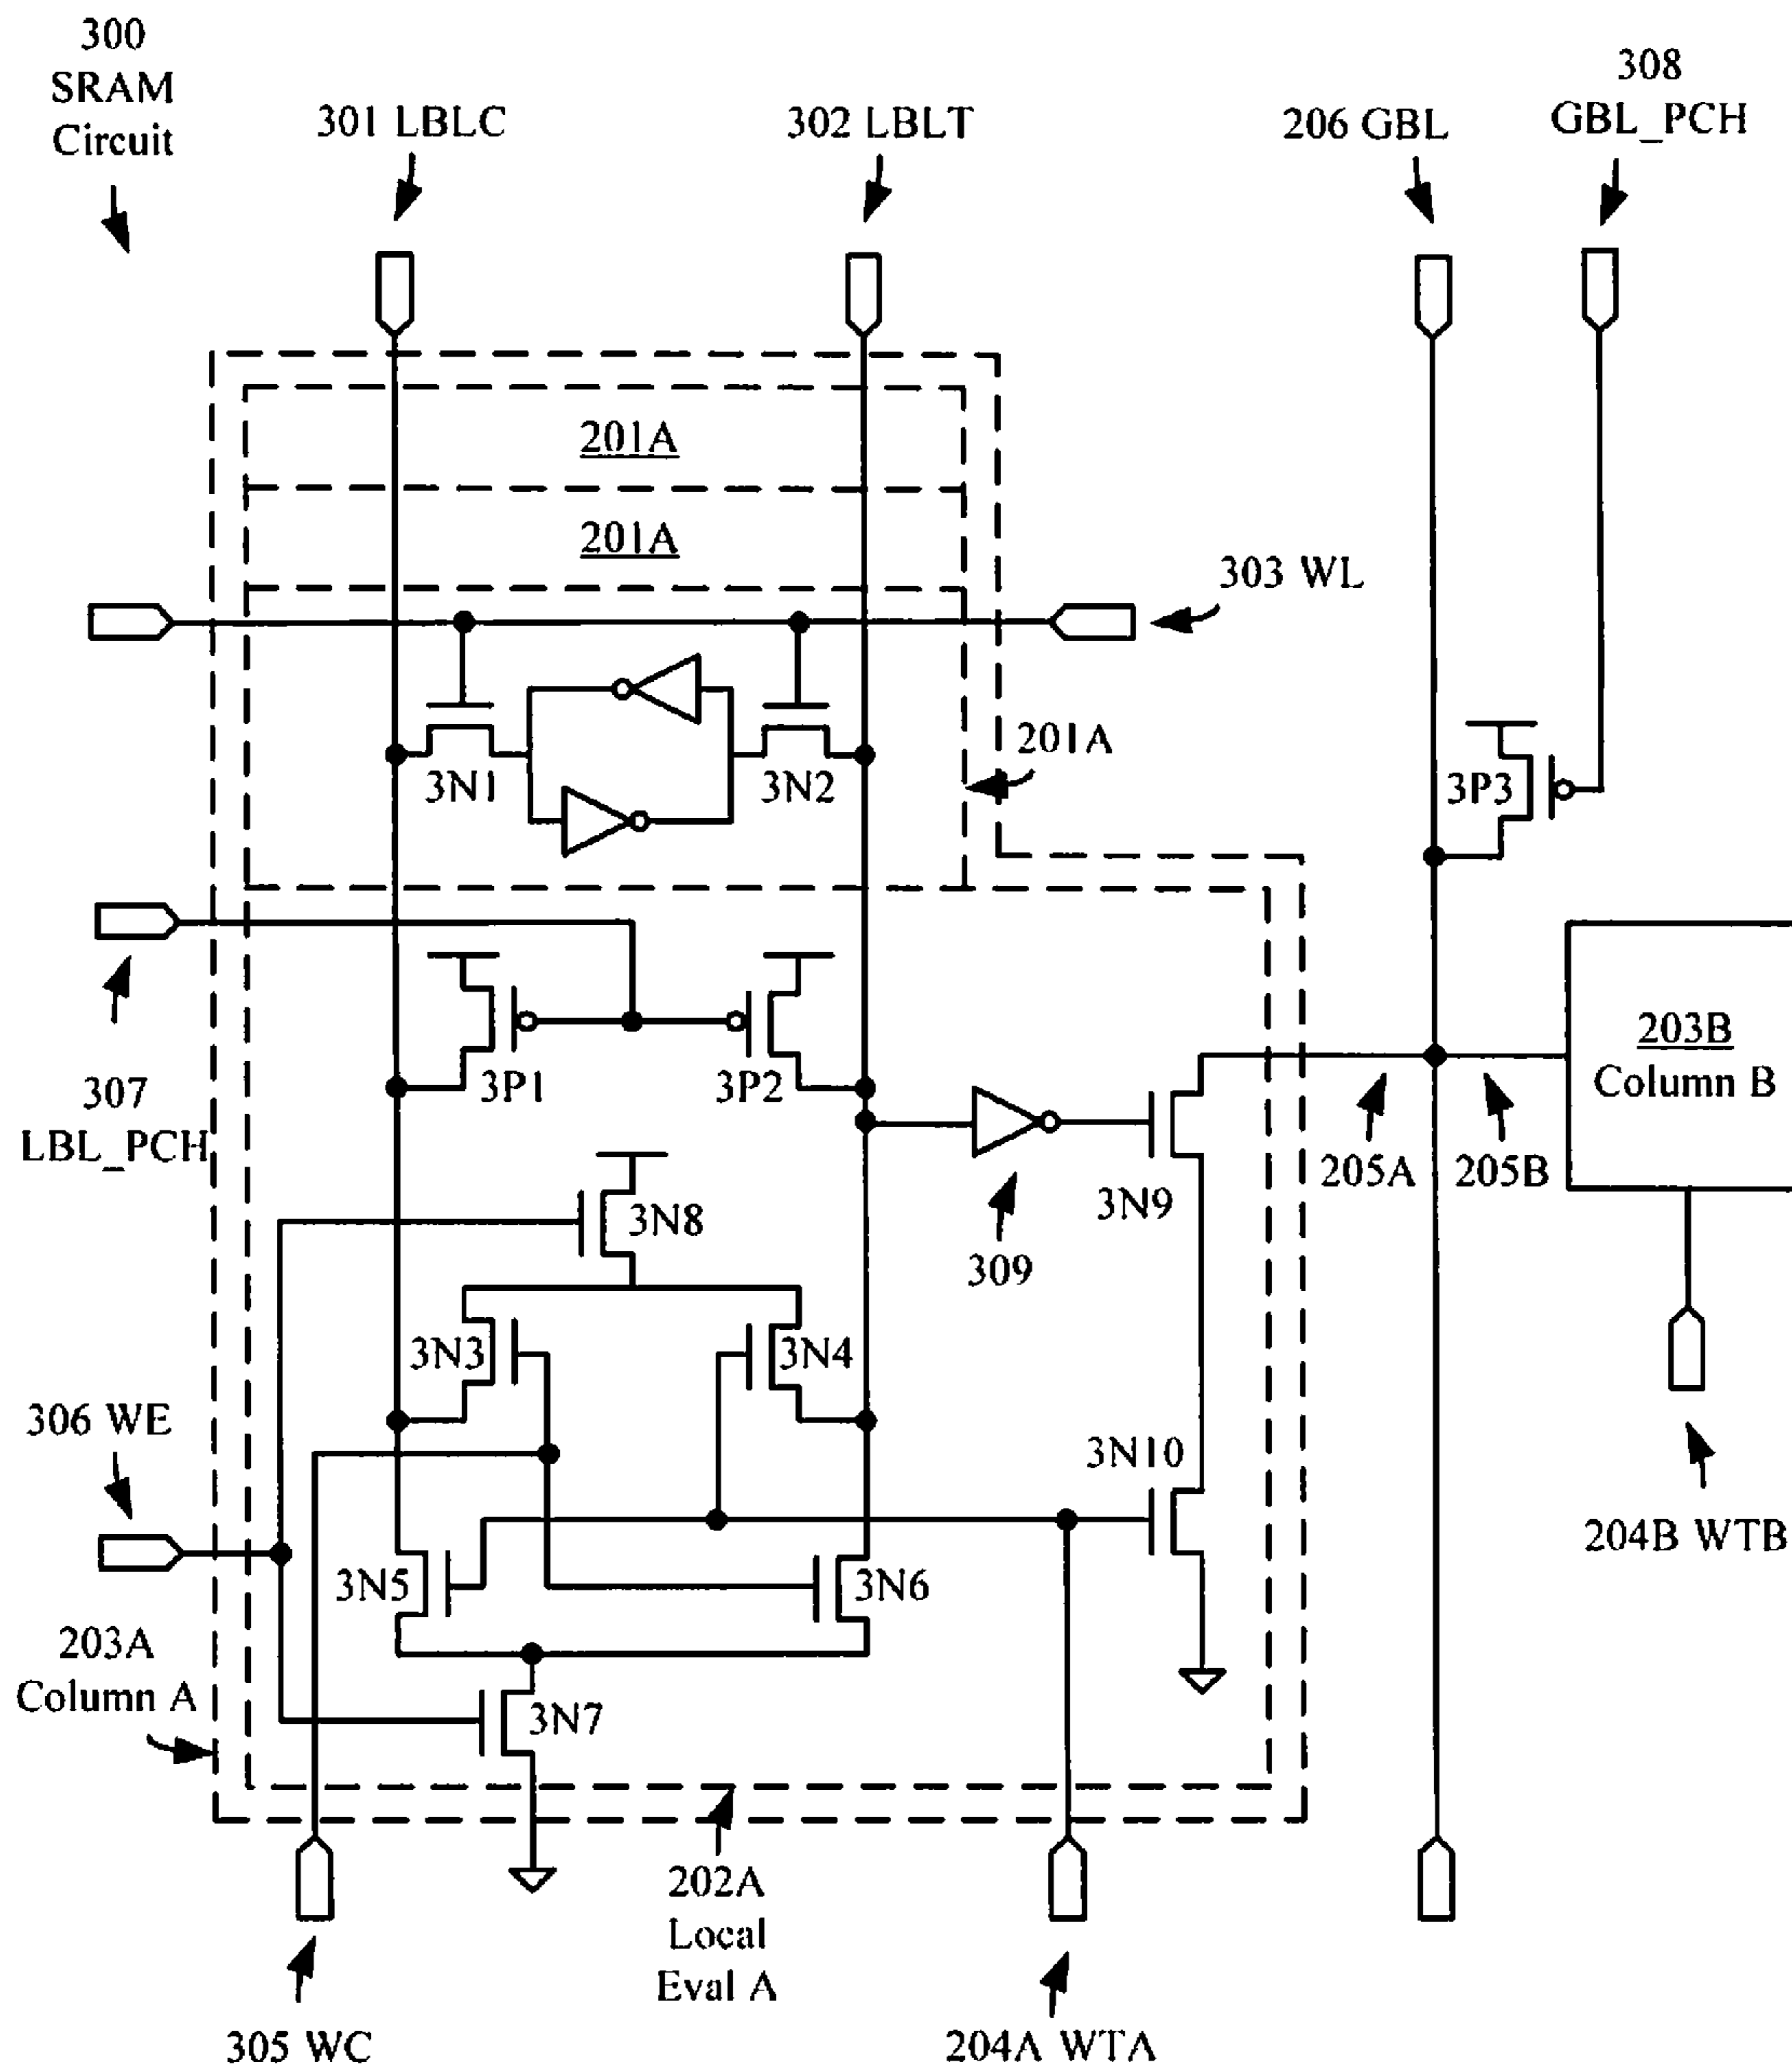 300
SRAM
Circuit
301 LBLC
302 LBLT
206 GBL
308
GBL_PCH
201A
201A
303 WL
201A
3N1
3N2
3P3
307
LBL_PCH
3P1
3P2
203B
Column B
205A
205B
3N8
309
3N9
3N3
3N4
306 WE
3N10
204B WTB
3N5
3N6
203A
Column A
3N7
202A
Local
Eval A
305 WC
204A WTA